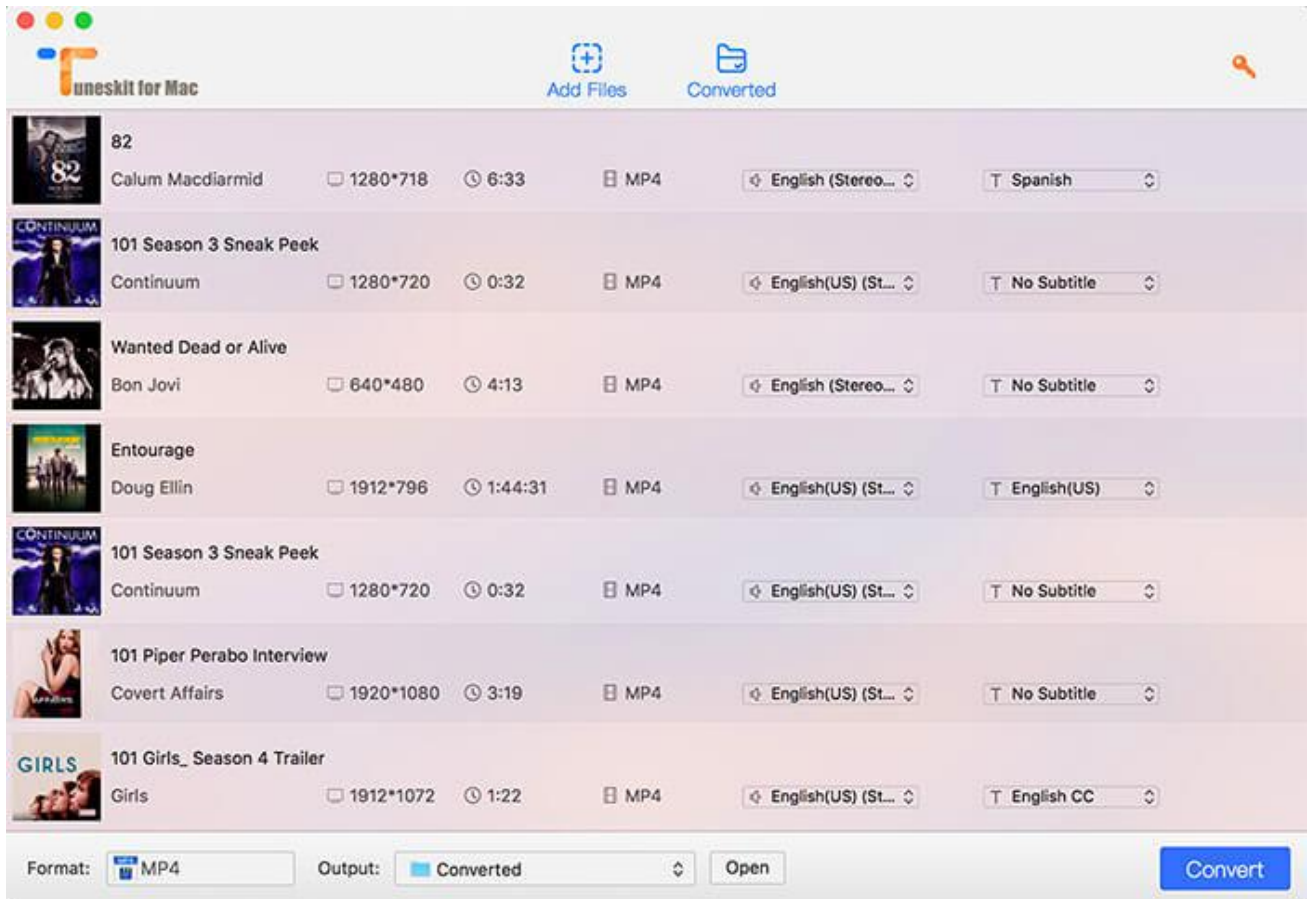 Tuneskit for Mac
Add Files
Converted
82
82
Calum Macdiarmid
1280*718
6:33
MP4
English (Stereo...
Spanish
CONTINUUM
101 Season 3 Sneak Peek
Continuum
1280*720
0:32
MP4
English(US) (St...
No Subtitle
Wanted Dead or Alive
Bon Jovi
640*480
4:13
MP4
English (Stereo...
No Subtitle
Entourage
Doug Ellin
1912*796
1:44:31
MP4
English(US) (St...
English(US)
CONTINUUM
101 Season 3 Sneak Peek
Continuum
1280*720
0:32
MP4
English(US) (St...
No Subtitle
101 Piper Perabo Interview
Covert Affairs
1920*1080
3:19
MP4
English(US) (St...
No Subtitle
GIRLS
101 Girls_ Season 4 Trailer
Girls
1912*1072
1:22
MP4
English(US) (St...
English CC
Format:
MP4
Output:
Converted
Open
Convert